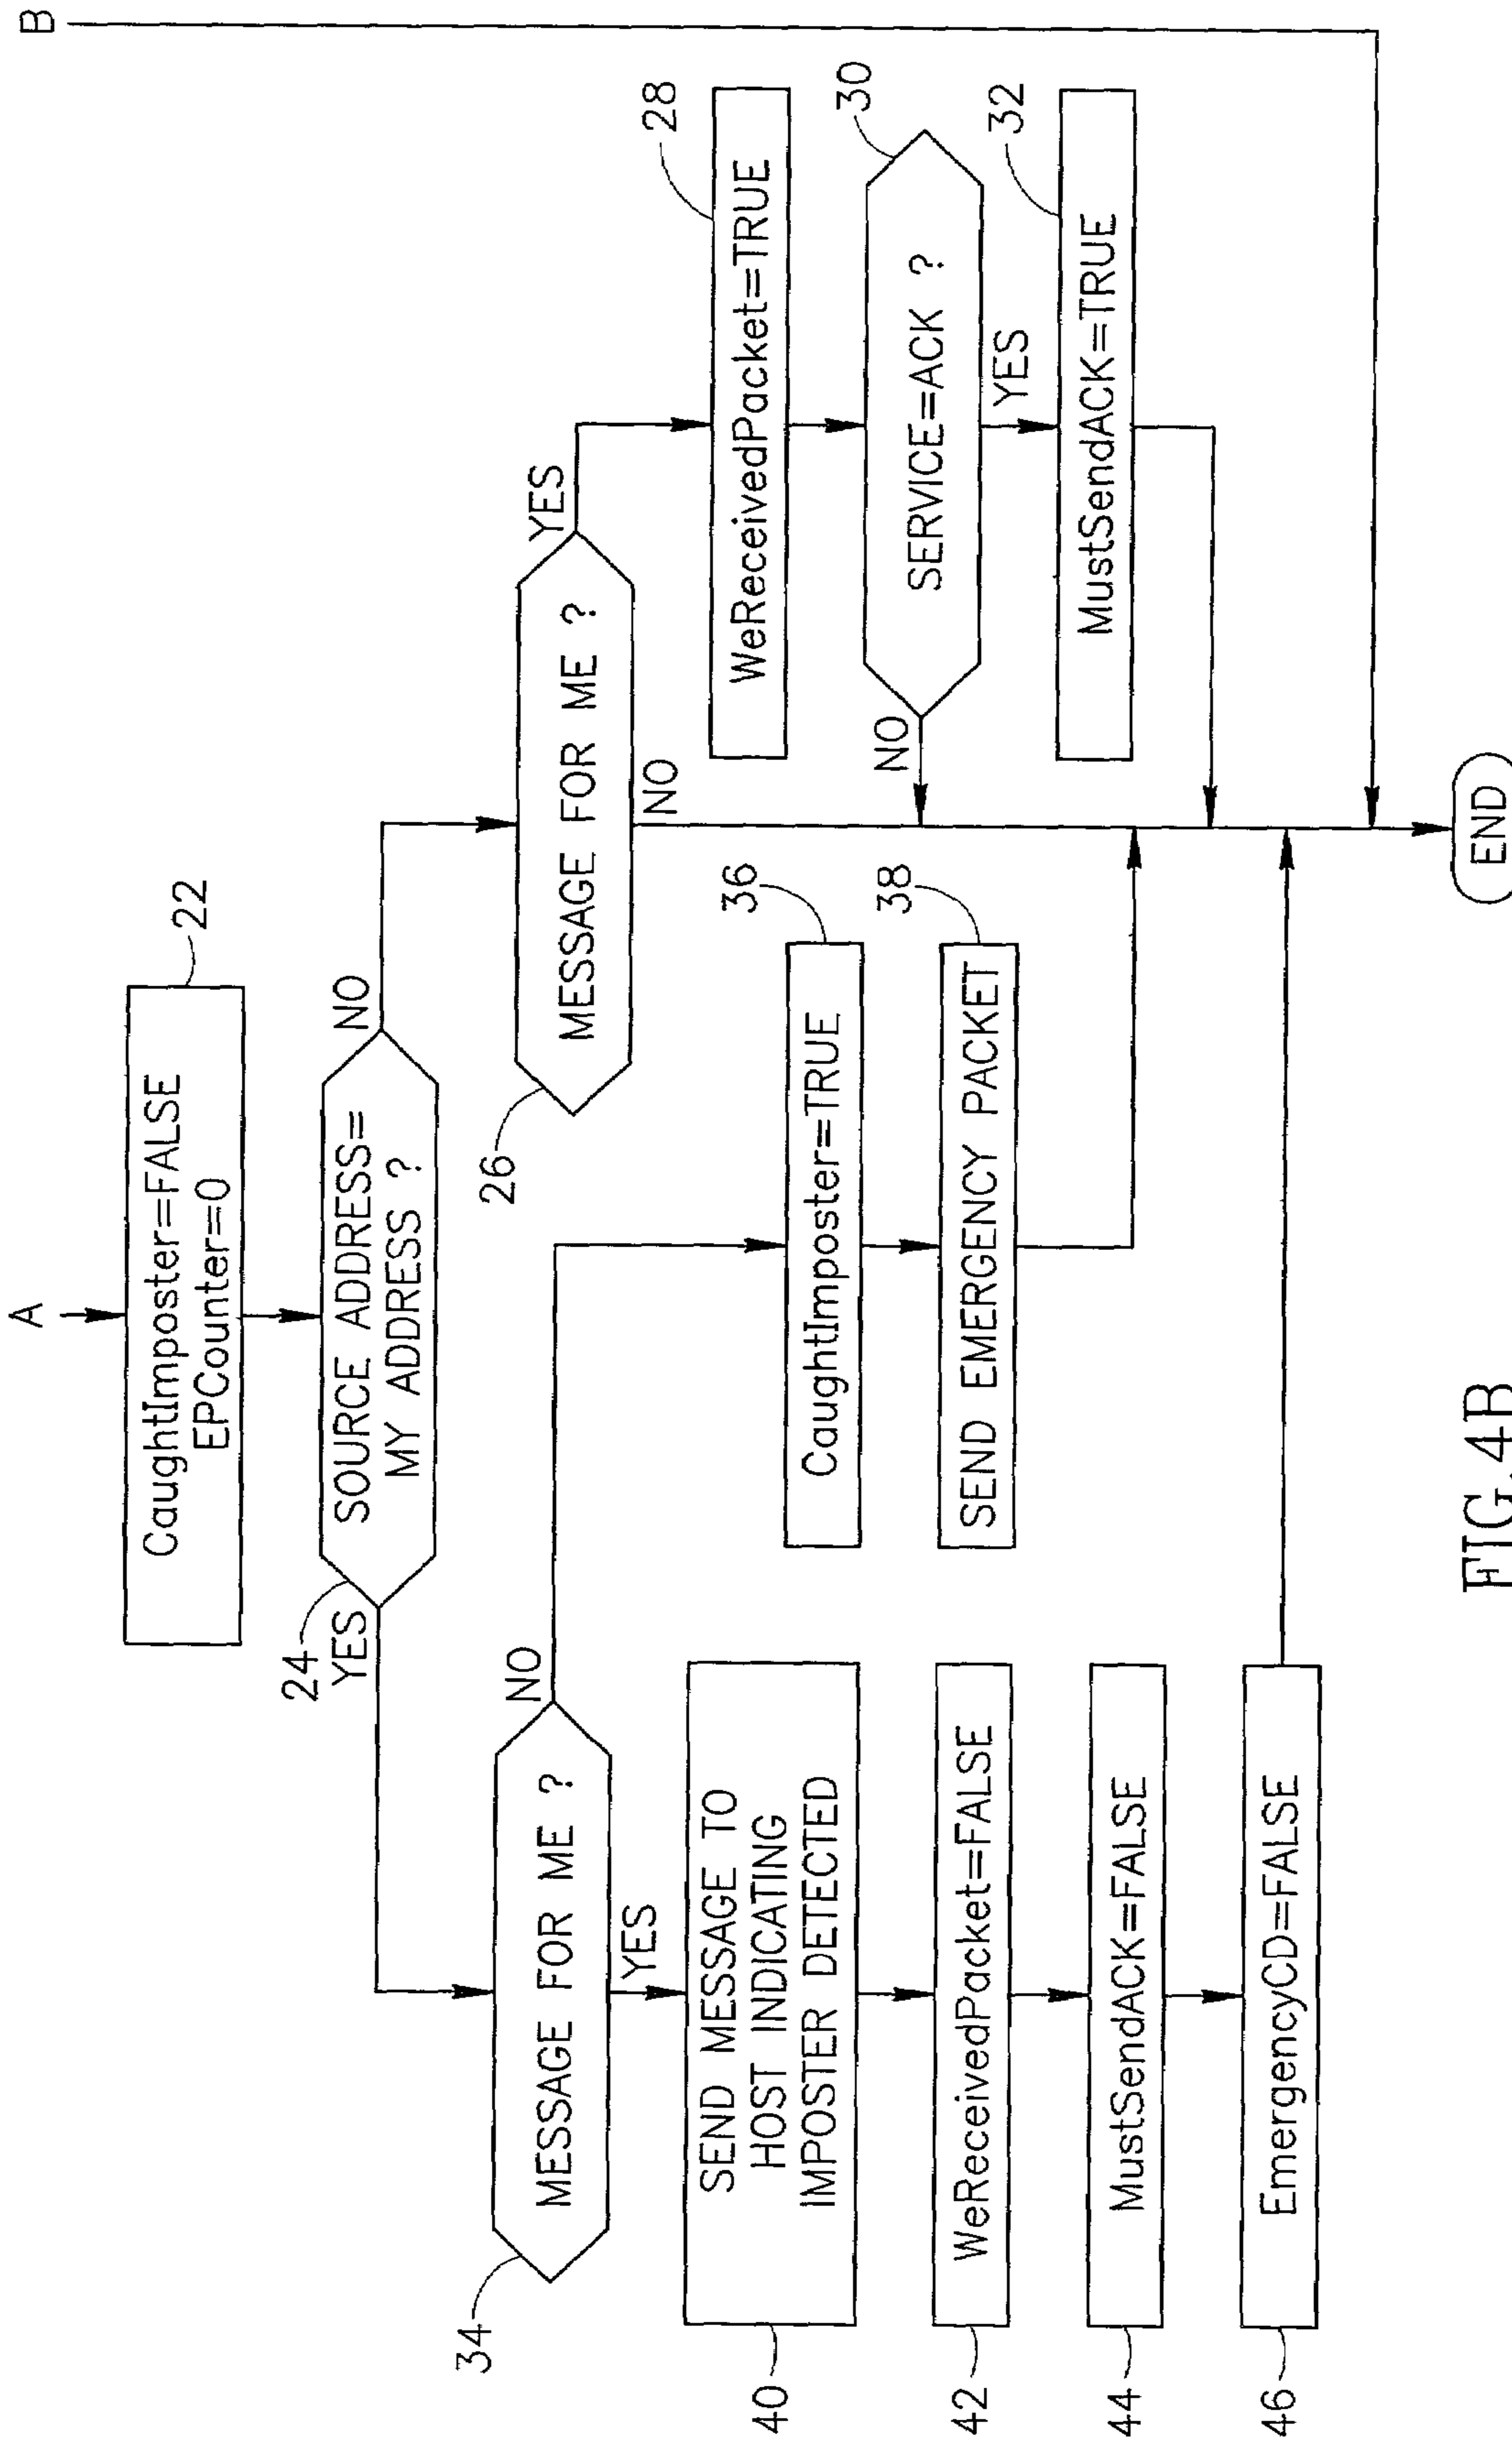 A
B
CaughtImposter=FALSE
EPCounter=0
22
SOURCE ADDRESS=
MY ADDRESS ?
24
YES
NO
MESSAGE FOR ME ?
34
NO
YES
MESSAGE FOR ME ?
26
YES
NO
SEND MESSAGE TO
HOST INDICATING
IMPOSTER DETECTED
40
CaughtImposter=TRUE
36
WeReceivedPacket=TRUE
28
WeReceivedPacket=FALSE
42
SEND EMERGENCY PACKET
38
SERVICE=ACK ?
30
NO
YES
MustSendACK=FALSE
44
MustSendACK=TRUE
32
EmergencyCD=FALSE
46
END
FIG.4B